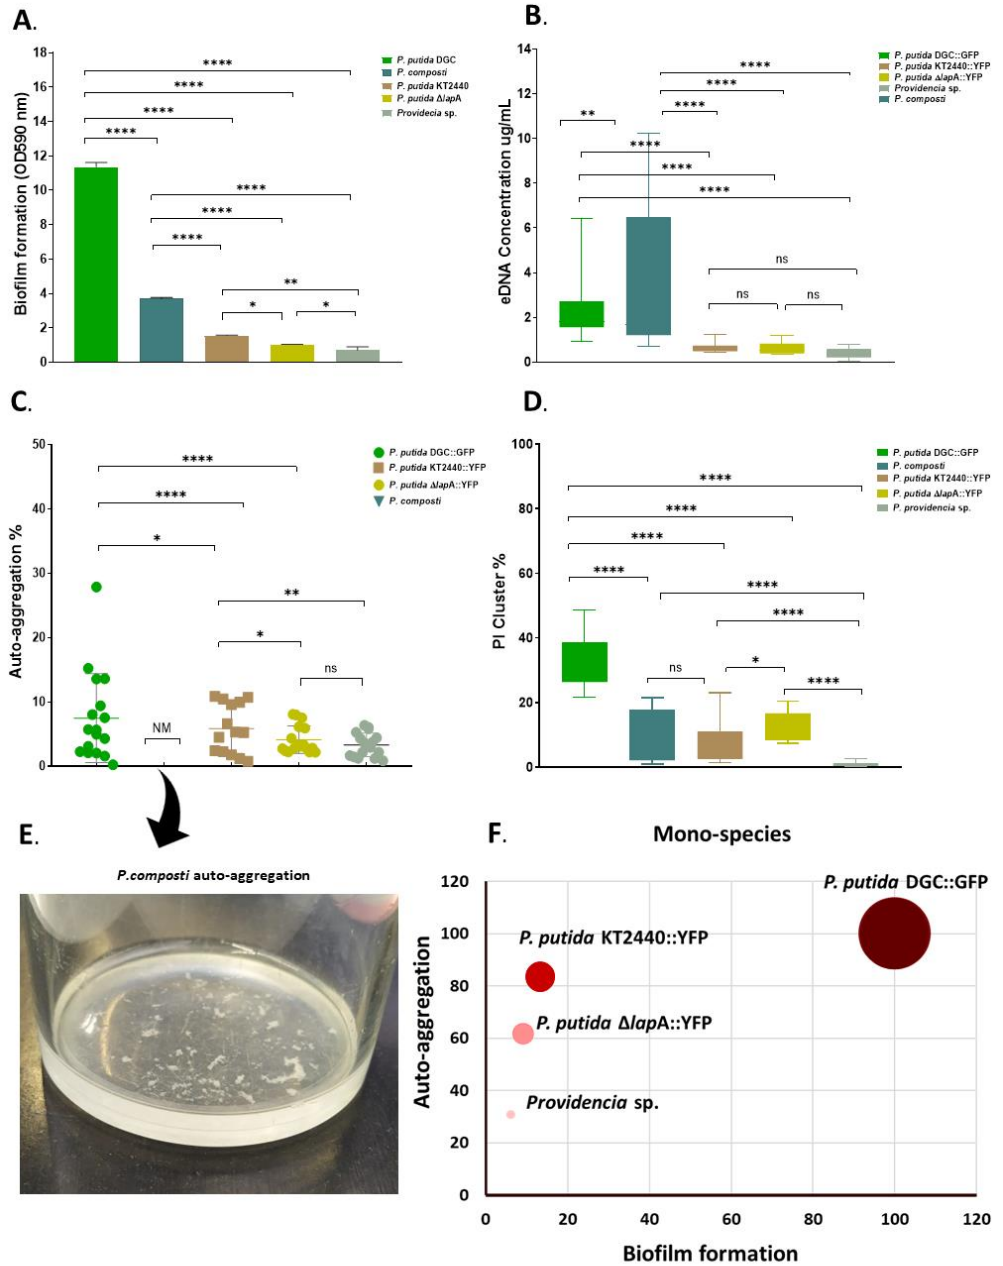 A.
18
16
14
12
10
8
6
4
2
0
Biofilm formation (OD590 nm)
****
****
****
****
****
****
****
**
*
*
P. putida DGC
P. composti
P. putida KT2440
P. putida ΔlapA
Providecia sp.
B.
14
12
10
8
6
4
2
0
eDNA Concentration ug/mL
****
****
****
**
****
****
****
ns
ns
ns
P. putida DGC::GFP
P. putida KT2440::YFP
P. putida ΔlapA::YFP
Providencia sp.
P. composti
C.
50
40
30
20
10
0
Auto-aggregation %
****
****
*
**
*
ns
NM
P. putida DGC::GFP
P. putida KT2440::YFP
P. putida ΔlapA::YFP
P. composti
D.
100
80
60
40
20
0
PI Cluster %
****
****
****
****
****
****
ns
*
****
P. putida DGC::GFP
P. composti
P. putida KT2440::YFP
P. putida ΔlapA::YFP
P. providencia sp.
E.
P.composti auto-aggregation
F.
Mono-species
120
100
80
60
40
20
0
Auto-aggregation
P. putida DGC::GFP
P. putida KT2440::YFP
P. putida ΔlapA::YFP
Providencia sp.
0 20 40 60 80 100 120
Biofilm formation